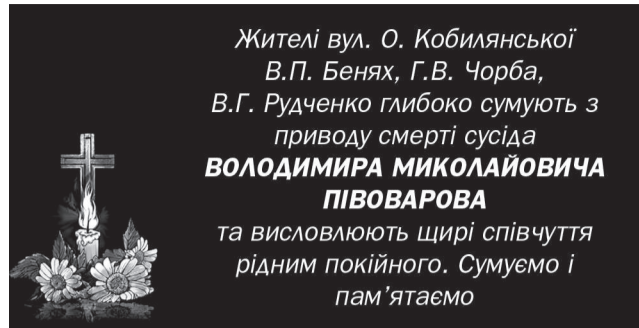 Жителі вул. О. Кобилянської
В.П. Бенях, Г.В. Чорба,
В.Г. Рудченко глибоко сумують з
приводу смерті сусіда
ВОЛОДИМИРА МИКОЛАЙОВИЧА
ПІВОВАРОВА
та висловлюють щирі співчуття
рідним покійного. Сумуємо і
пам’ятаємо